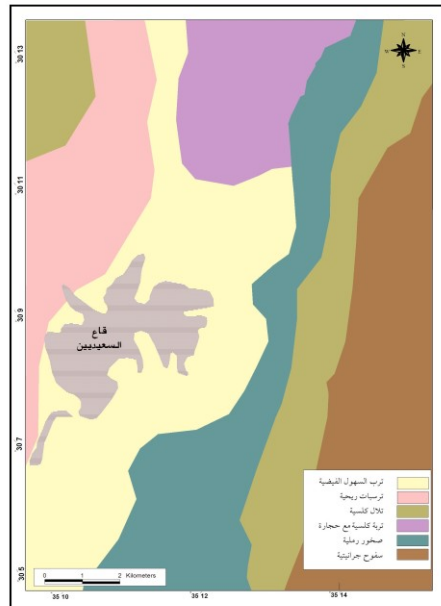 30 13
30 11
30 9
30 7
30 5
قاع
السعيديين
ترب السهول الفيضية
ترسبات ريحية
تلال كلسية
تربة كلسية مع حجارة
صخور رملية
سفوح جرانيتية
0 1 2 Kilometers
35 10
35 12
35 14